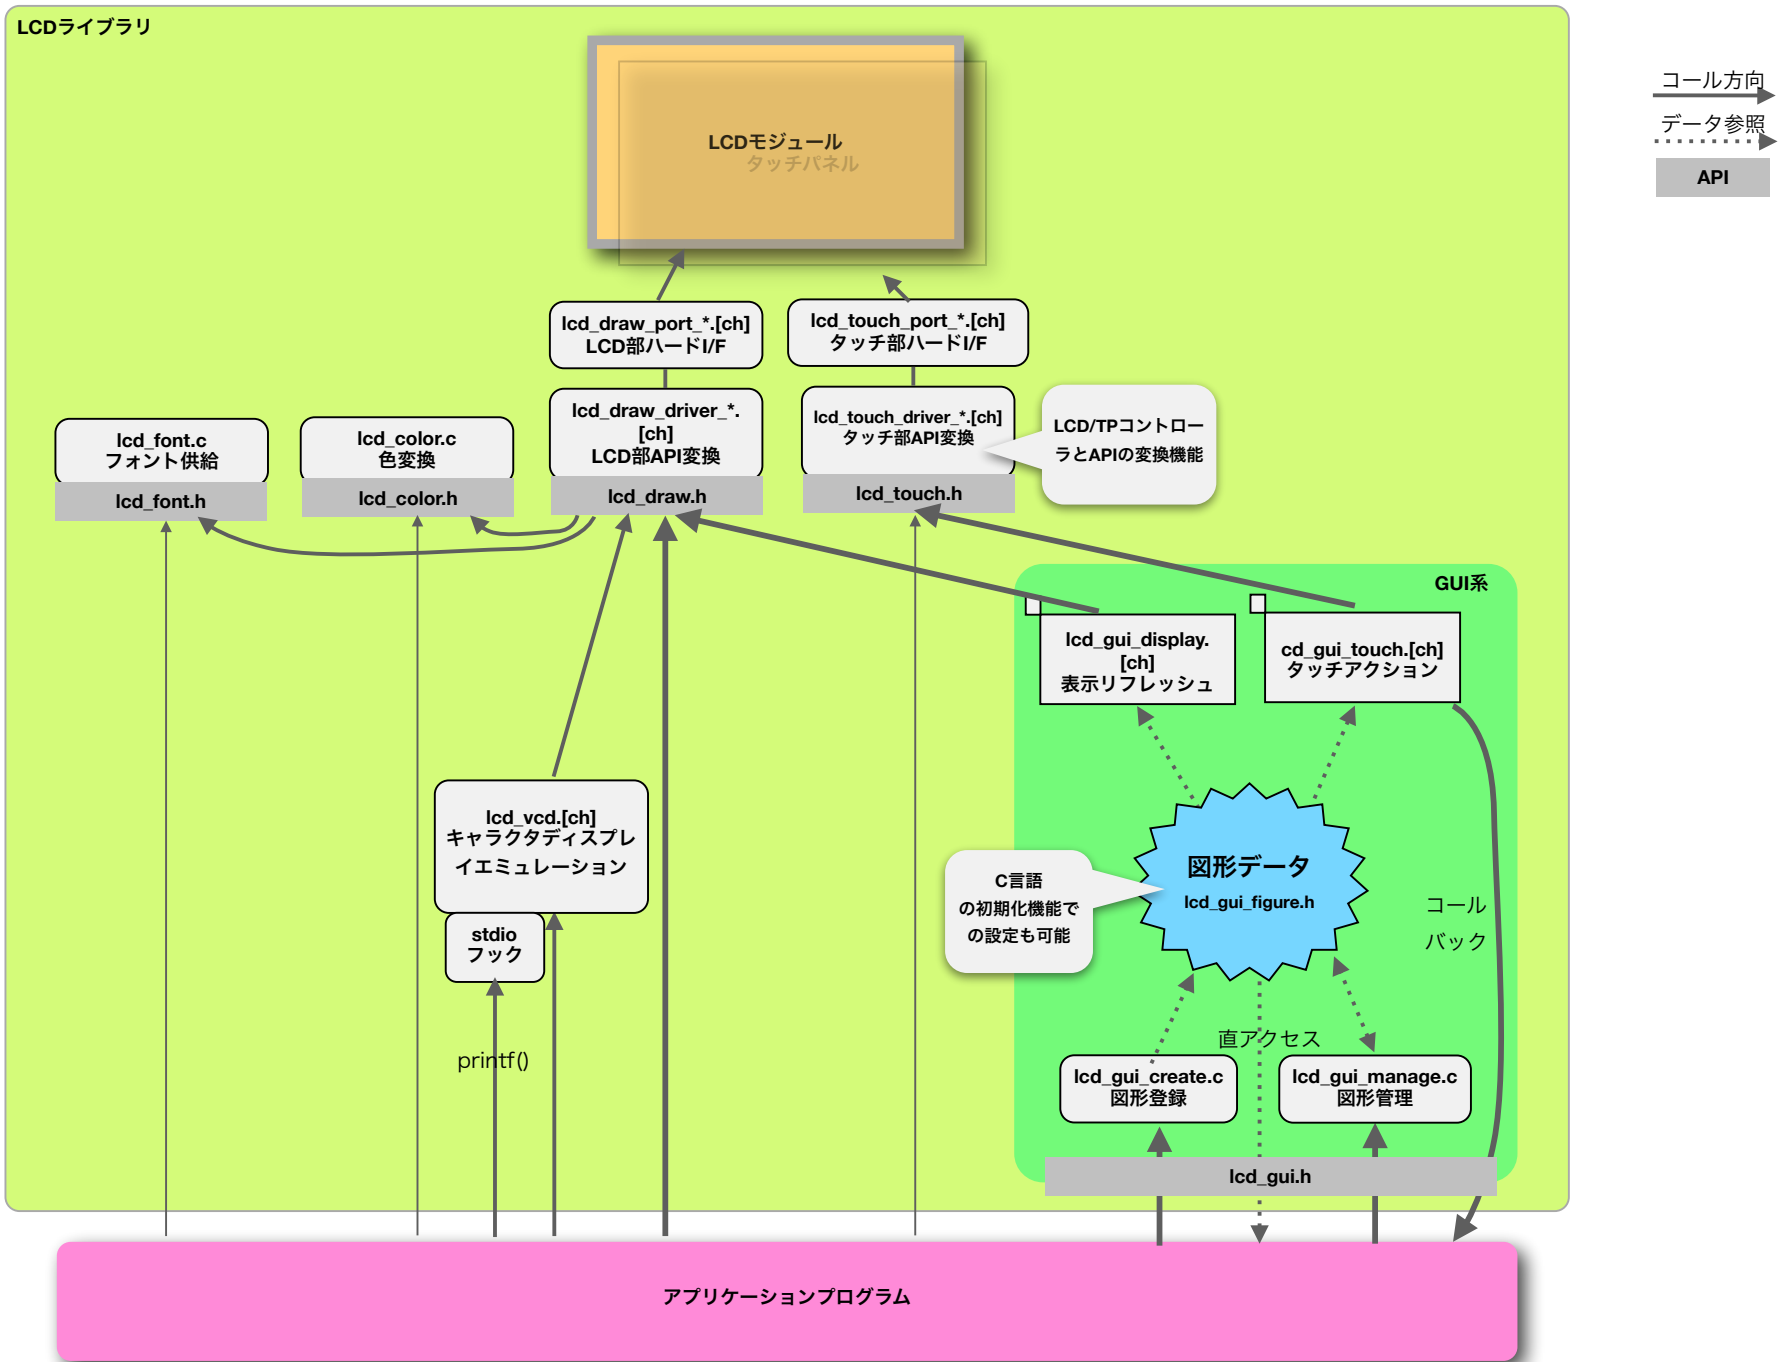 LCDライブラリ
コール方向
データ参照
API
LCDモジュール
タッチパネル
lcd_draw_port_*.[ch]
LCD部ハードI/F
lcd_touch_port_*.[ch]
タッチ部ハードI/F
lcd_font.c
フォント供給
lcd_font.h
lcd_color.c
色変換
lcd_color.h
lcd_draw_driver_*.
[ch]
LCD部API変換
lcd_draw.h
lcd_touch_driver_*.[ch]
タッチ部API変換
lcd_touch.h
LCD/TPコントロー
ラとAPIの変換機能
GUI系
lcd_gui_display.
[ch]
表示リフレッシュ
cd_gui_touch.[ch]
タッチアクション
lcd_vcd.[ch]
キャラクタディスプレ
イエミュレーション
stdio
フック
printf()
C言語
の初期化機能で
の設定も可能
図形データ
lcd_gui_figure.h
コール
バック
直アクセス
lcd_gui_create.c
図形登録
lcd_gui_manage.c
図形管理
lcd_gui.h
アプリケーションプログラム